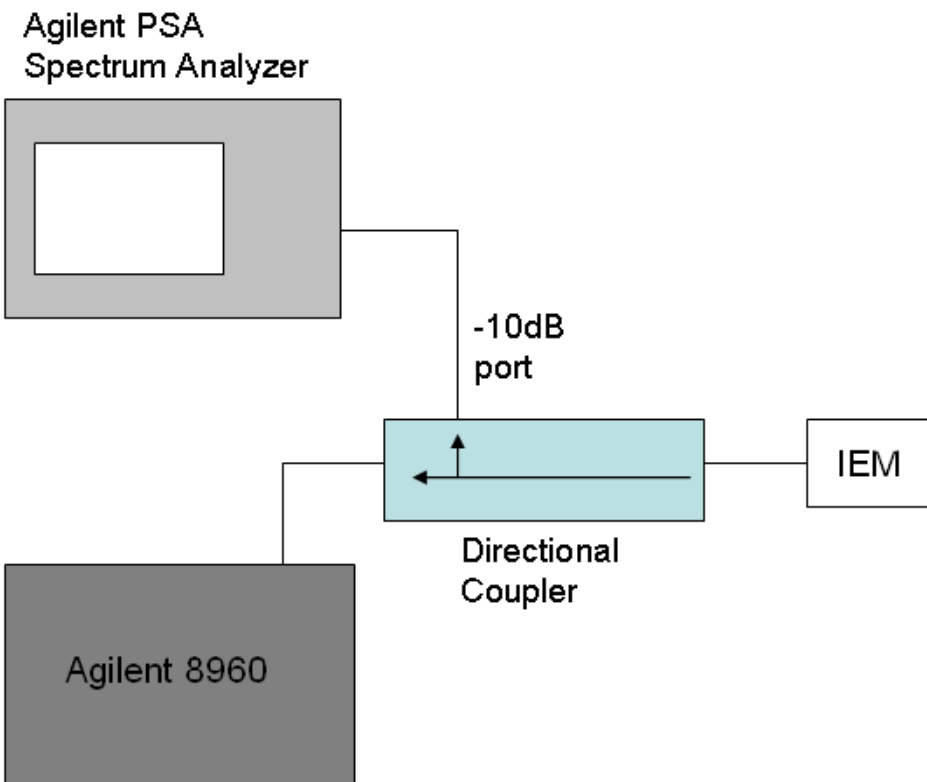 Agilent PSA
Spectrum Analyzer
-10dB
port
IEM
Directional
Coupler
Agilent 8960